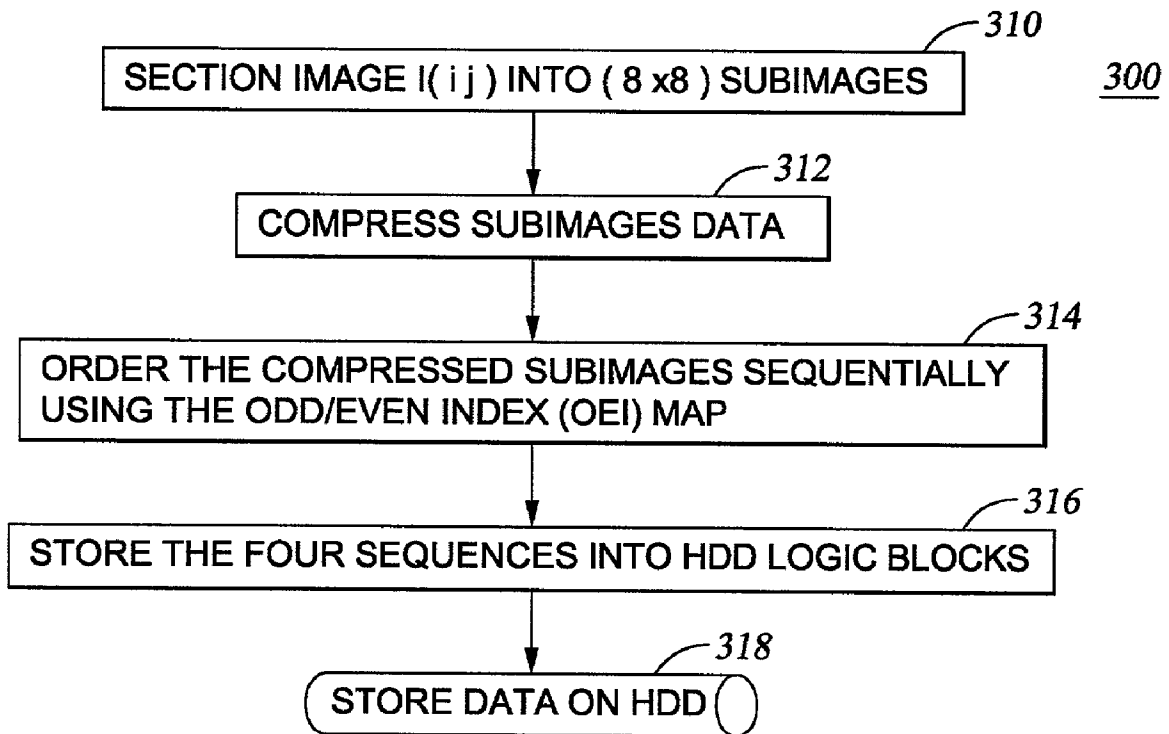 310
SECTION IMAGE I( i j ) INTO ( 8 x8 ) SUBIMAGES
300
312
COMPRESS SUBIMAGES DATA
314
ORDER THE COMPRESSED SUBIMAGES SEQUENTIALLY
USING THE ODD/EVEN INDEX (OEI) MAP
316
STORE THE FOUR SEQUENCES INTO HDD LOGIC BLOCKS
318
STORE DATA ON HDD